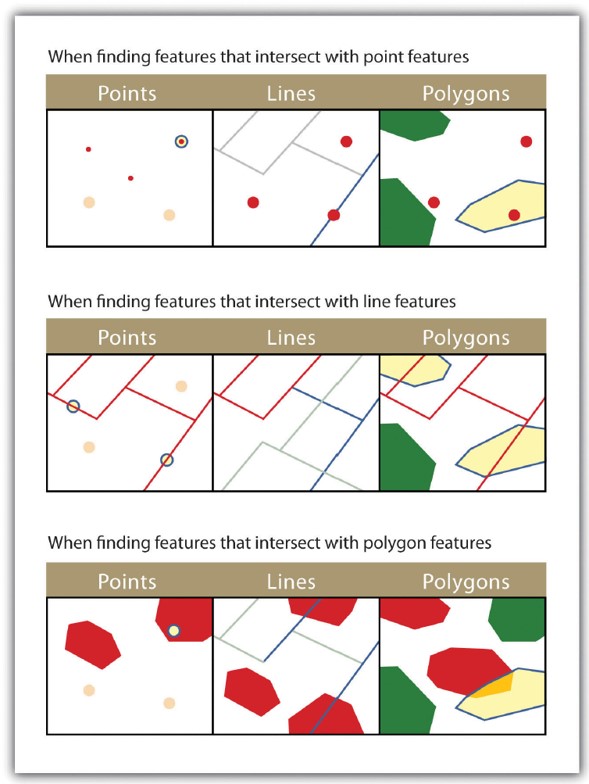 When finding features that intersect with point features
Points Lines Polygons
When finding features that intersect with line features
Points Lines Polygons
When finding features that intersect with polygon features
Points Lines Polygons